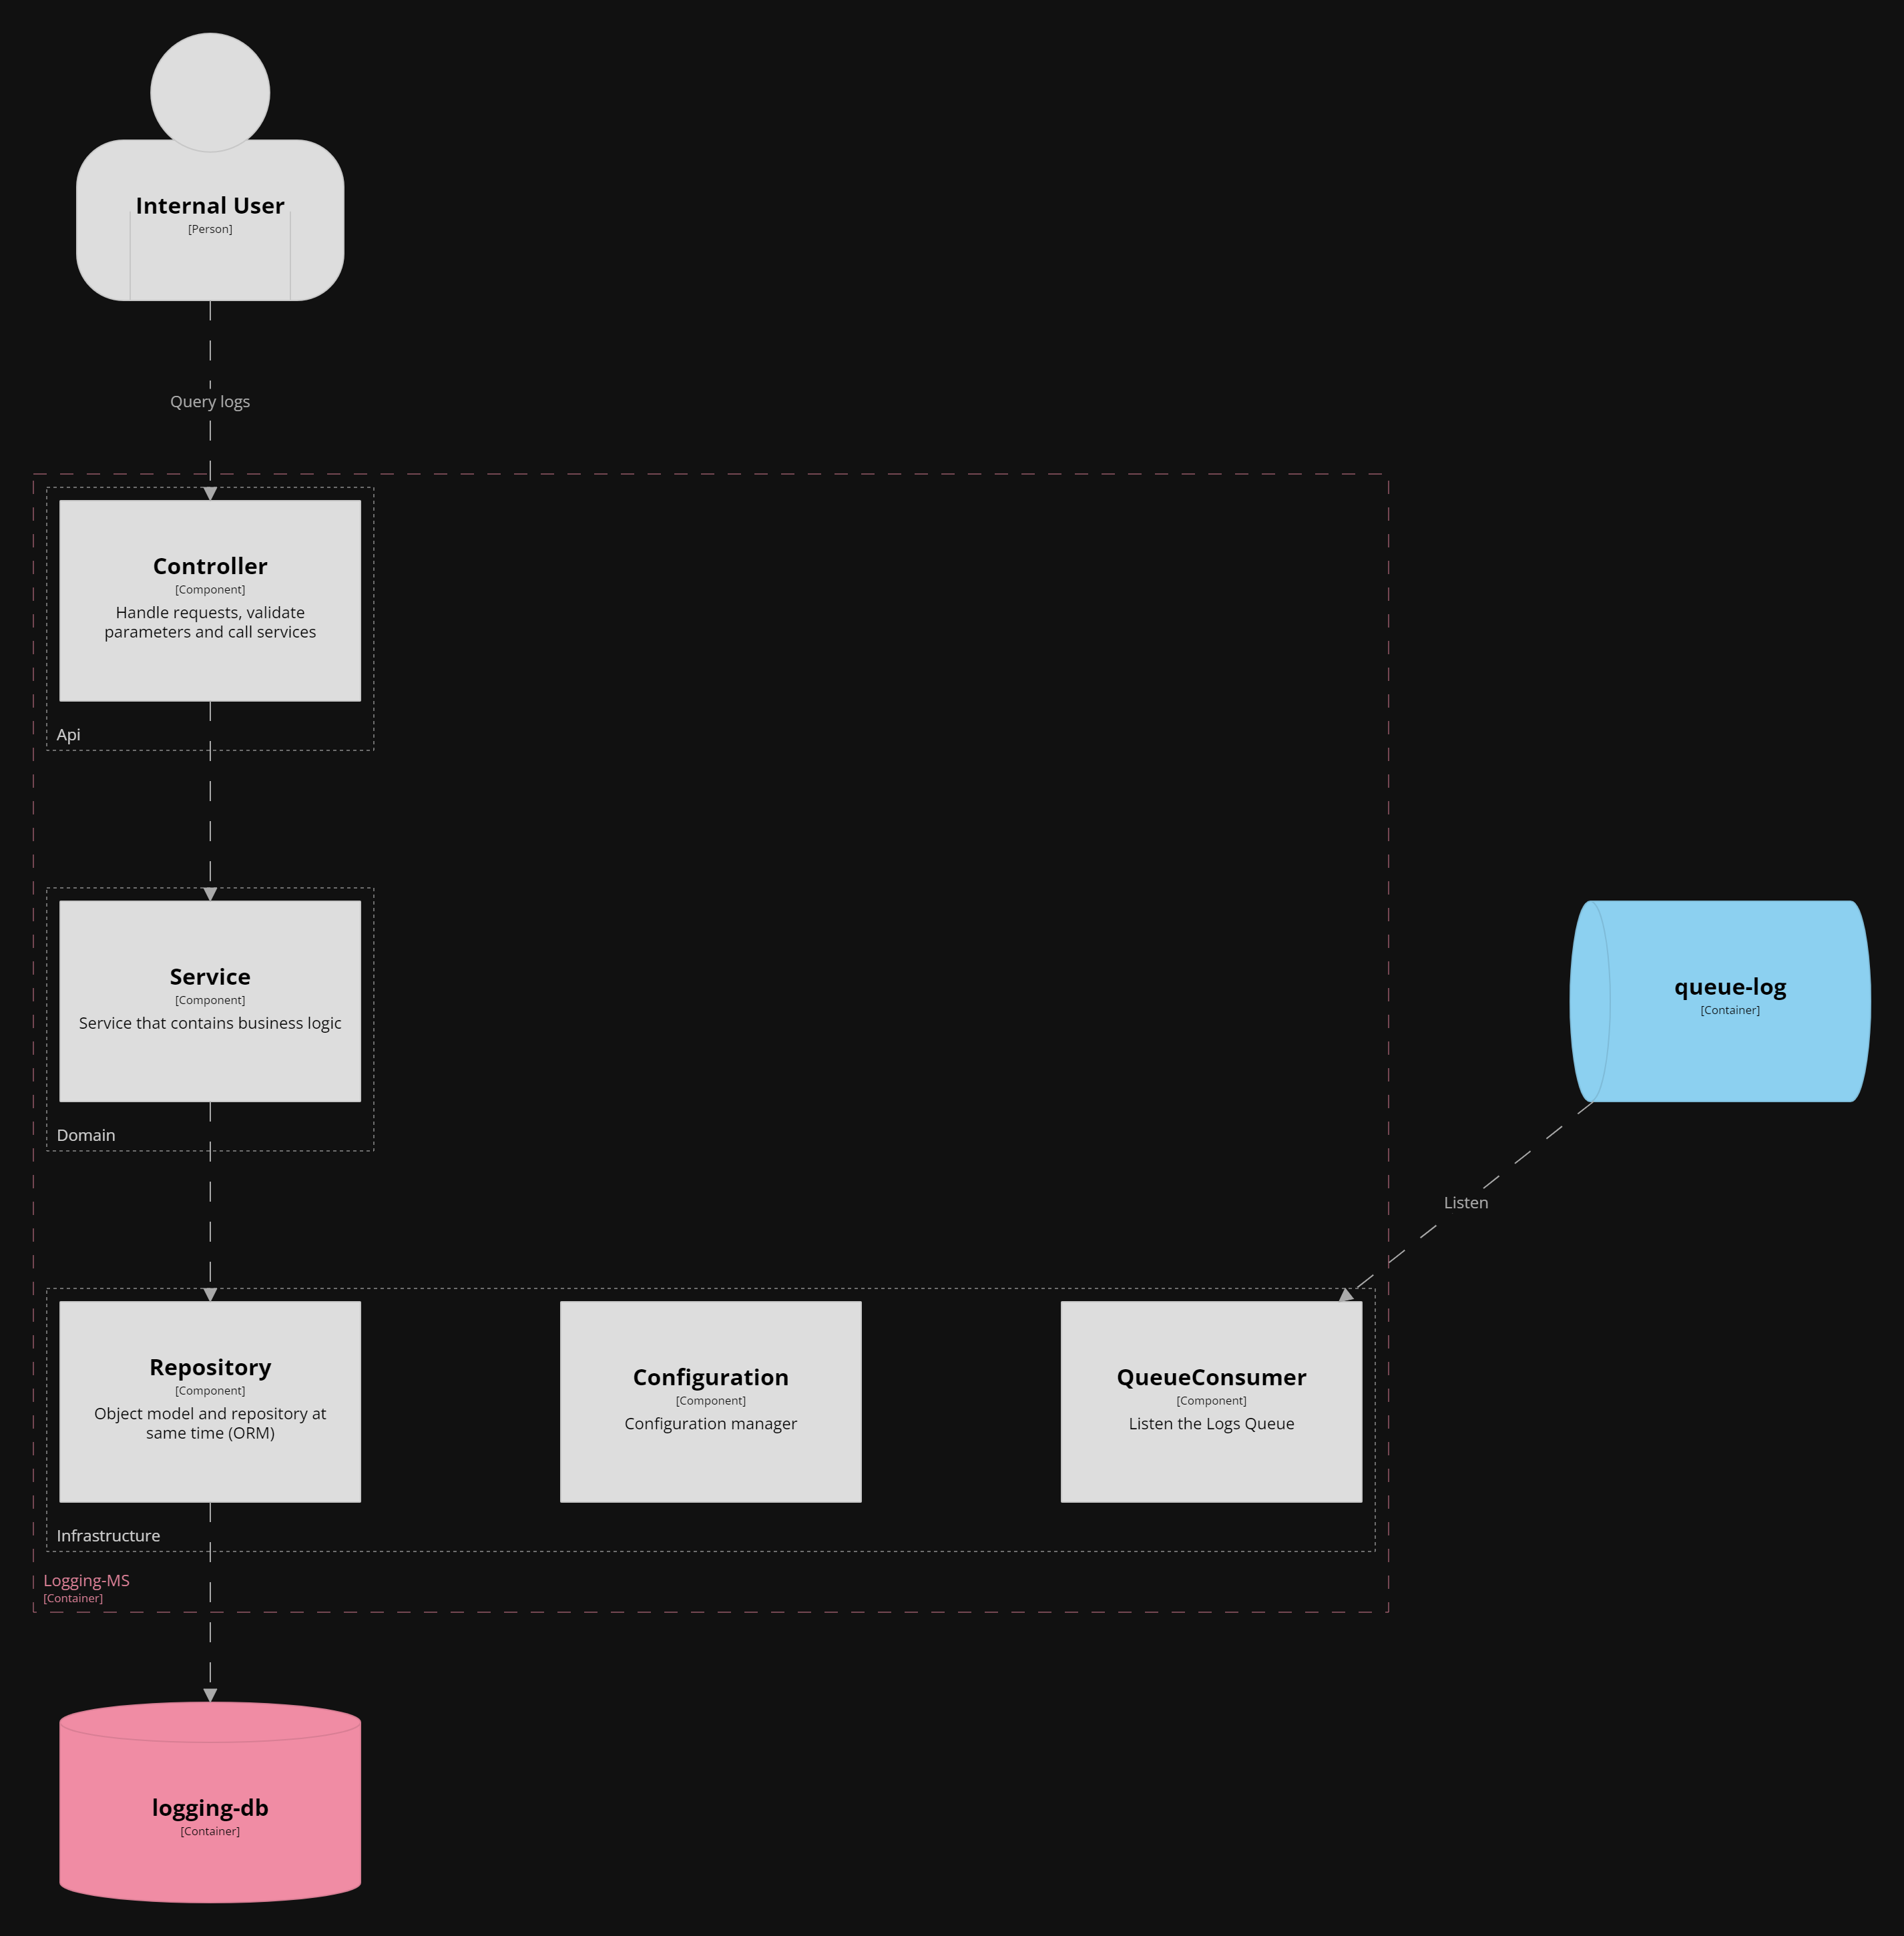 Internal User
[Person]
Query logs
Controller
[Component]
Handle requests, validate
parameters and call services
Api
Service
[Component]
Service that contains business logic
Domain
queue-log
[Container]
Listen
Repository
[Component]
Object model and repository at
same time (ORM)
Configuration
[Component]
Configuration manager
QueueConsumer
[Component]
Listen the Logs Queue
Infrastructure
Logging-MS
[Container]
logging-db
[Container]